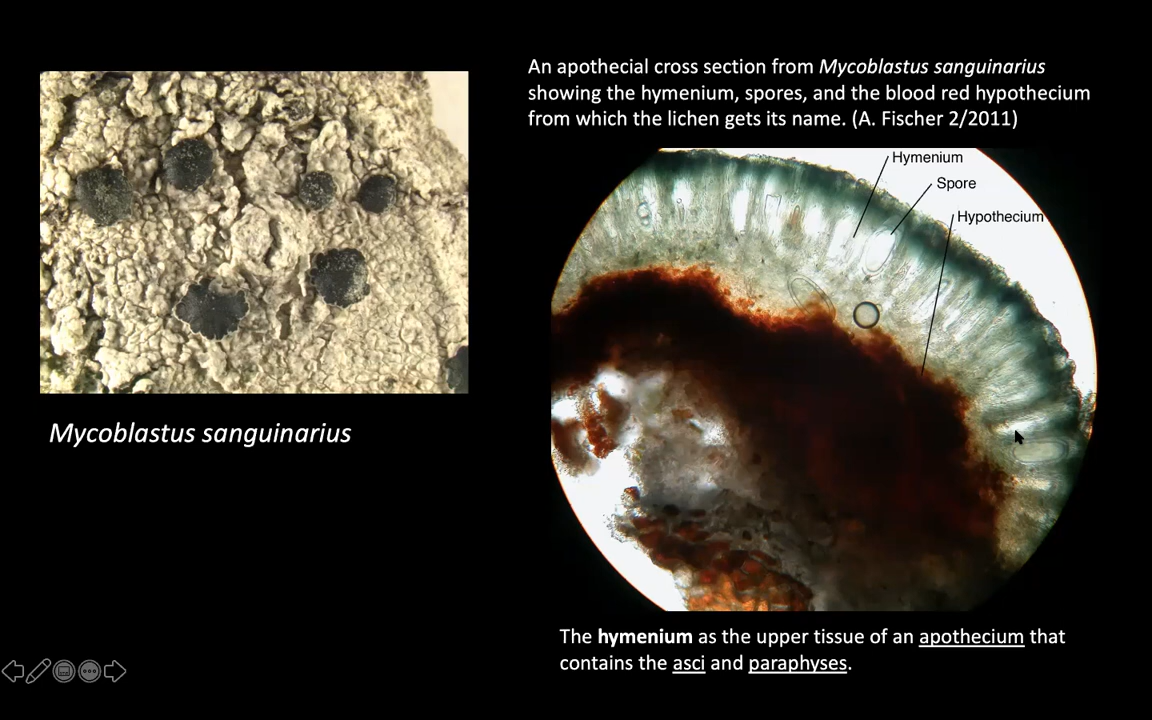 An apothecial cross section from Mycoblastus sanguinarius
showing the hymenium, spores, and the blood red hypothecium
from which the lichen gets its name. (A. Fischer 2/2011)
Hymenium
Spore
Hypothecium
Mycoblastus sanguinarius
The hymenium as the upper tissue of an apothecium that
contains the asci and paraphyses.